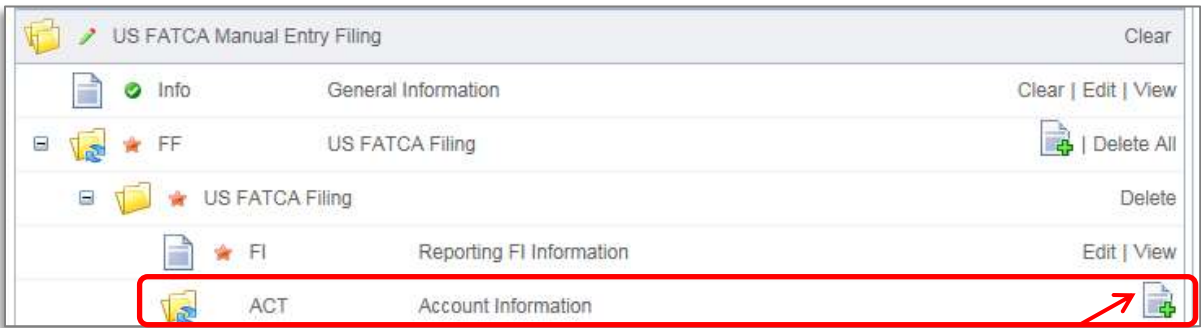 US FATCA Manual Entry Filing Clear
Info General Information Clear | Edit | View
FF US FATCA Filing | Delete All
US FATCA Filing Delete
FI Reporting FI Information Edit | View
ACT Account Information